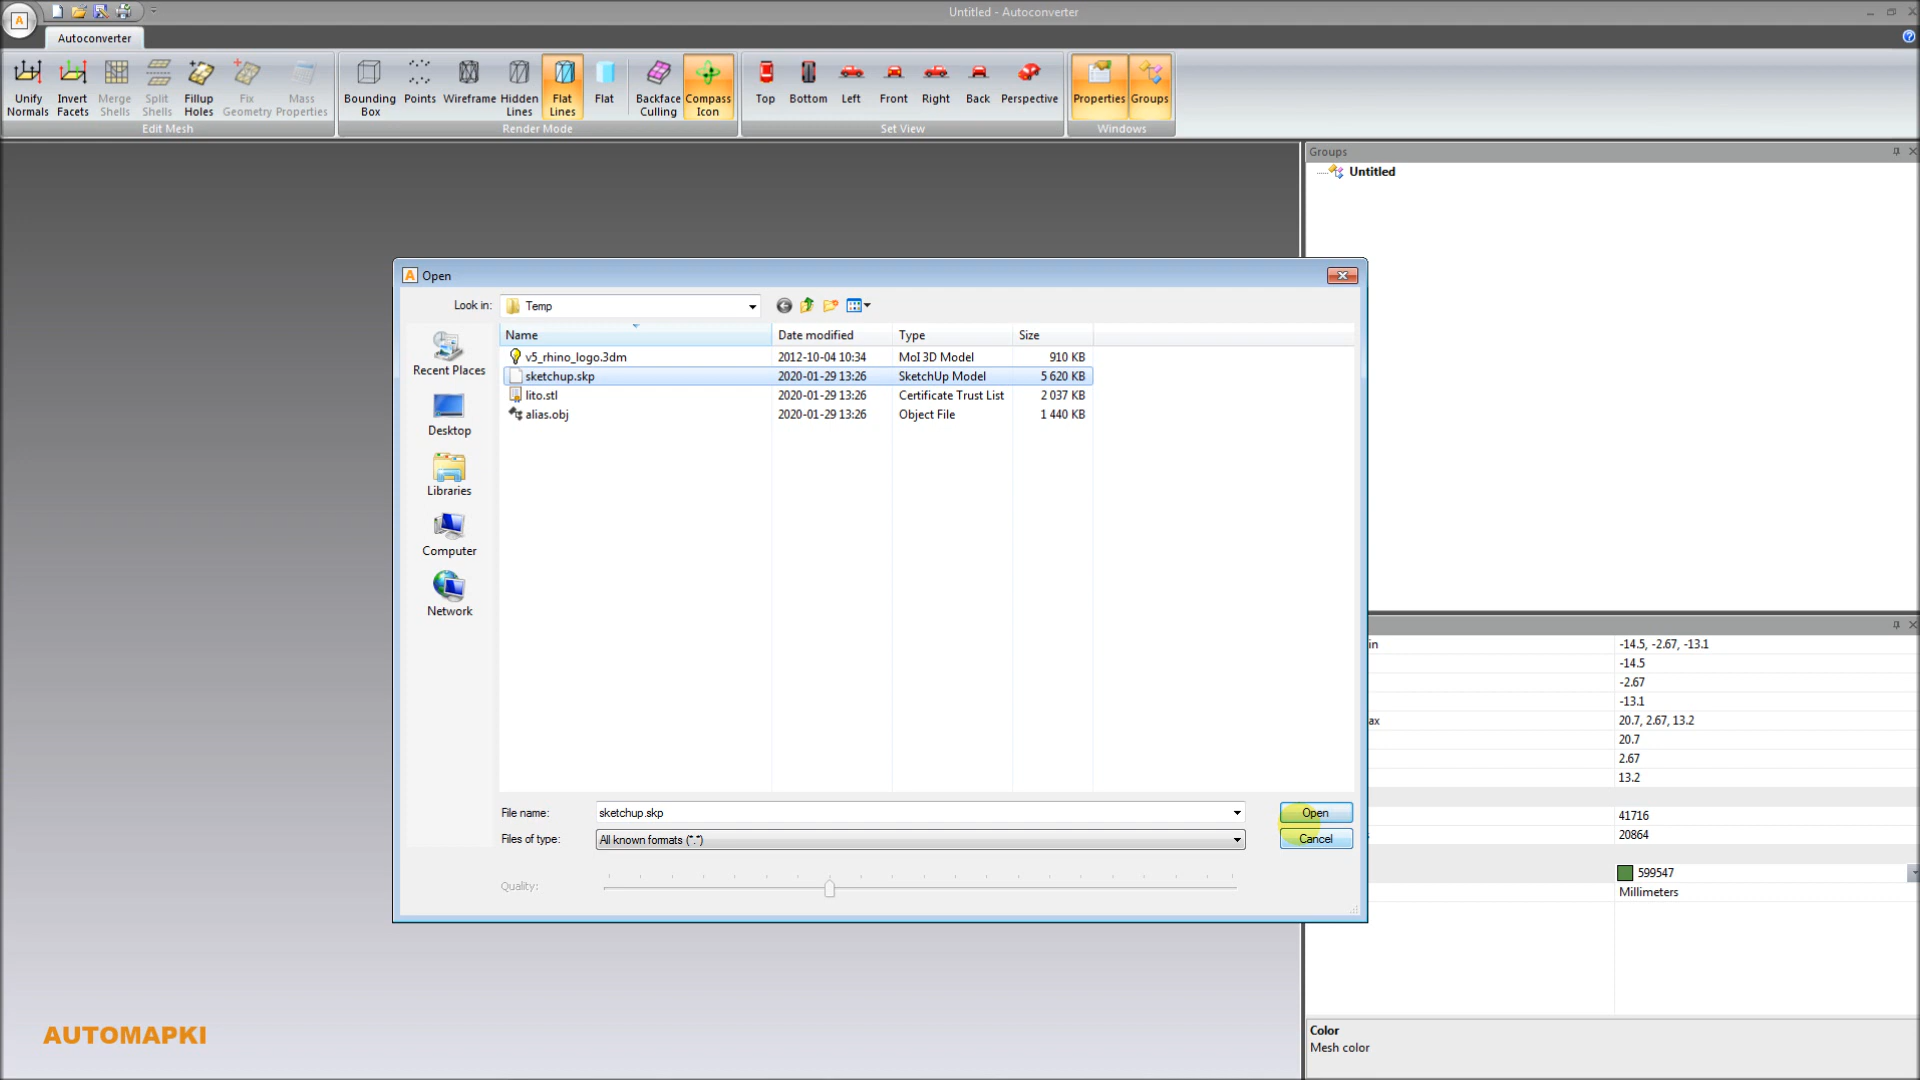 Untitled - Autoconverter
Autoconverter
Unify Normals
Invert Facets
Merge Shells
Split Shells
Fillup Holes
Fix Geometry
Mass Properties
Edit Mesh
Bounding Box
Points
Wireframe
Hidden Lines
Flat Lines
Flat
Backface Culling
Compass Icon
Render Mode
Top
Bottom
Left
Front
Right
Back
Perspective
Set View
Properties
Groups
Windows
Groups
Untitled
A Open
Look in: Temp
Recent Places
Desktop
Libraries
Computer
Network
Name Date modified Type Size
v5_rhino_logo.3dm 2012-10-04 10:34 MoI 3D Model 910 KB
sketchup.skp 2020-01-29 13:26 SketchUp Model 5 620 KB
lito.stl 2020-01-29 13:26 Certificate Trust List 2 037 KB
alias.obj 2020-01-29 13:26 Object File 1 440 KB
File name: sketchup.skp Open
Files of type: All known formats (*.*) Cancel
Quality:
in -14.5, -2.67, -13.1
-14.5
-2.67
-13.1
ax 20.7, 2.67, 13.2
20.7
2.67
13.2
41716
20864
599547
Millimeters
Color
Mesh color
AUTOMAPKI